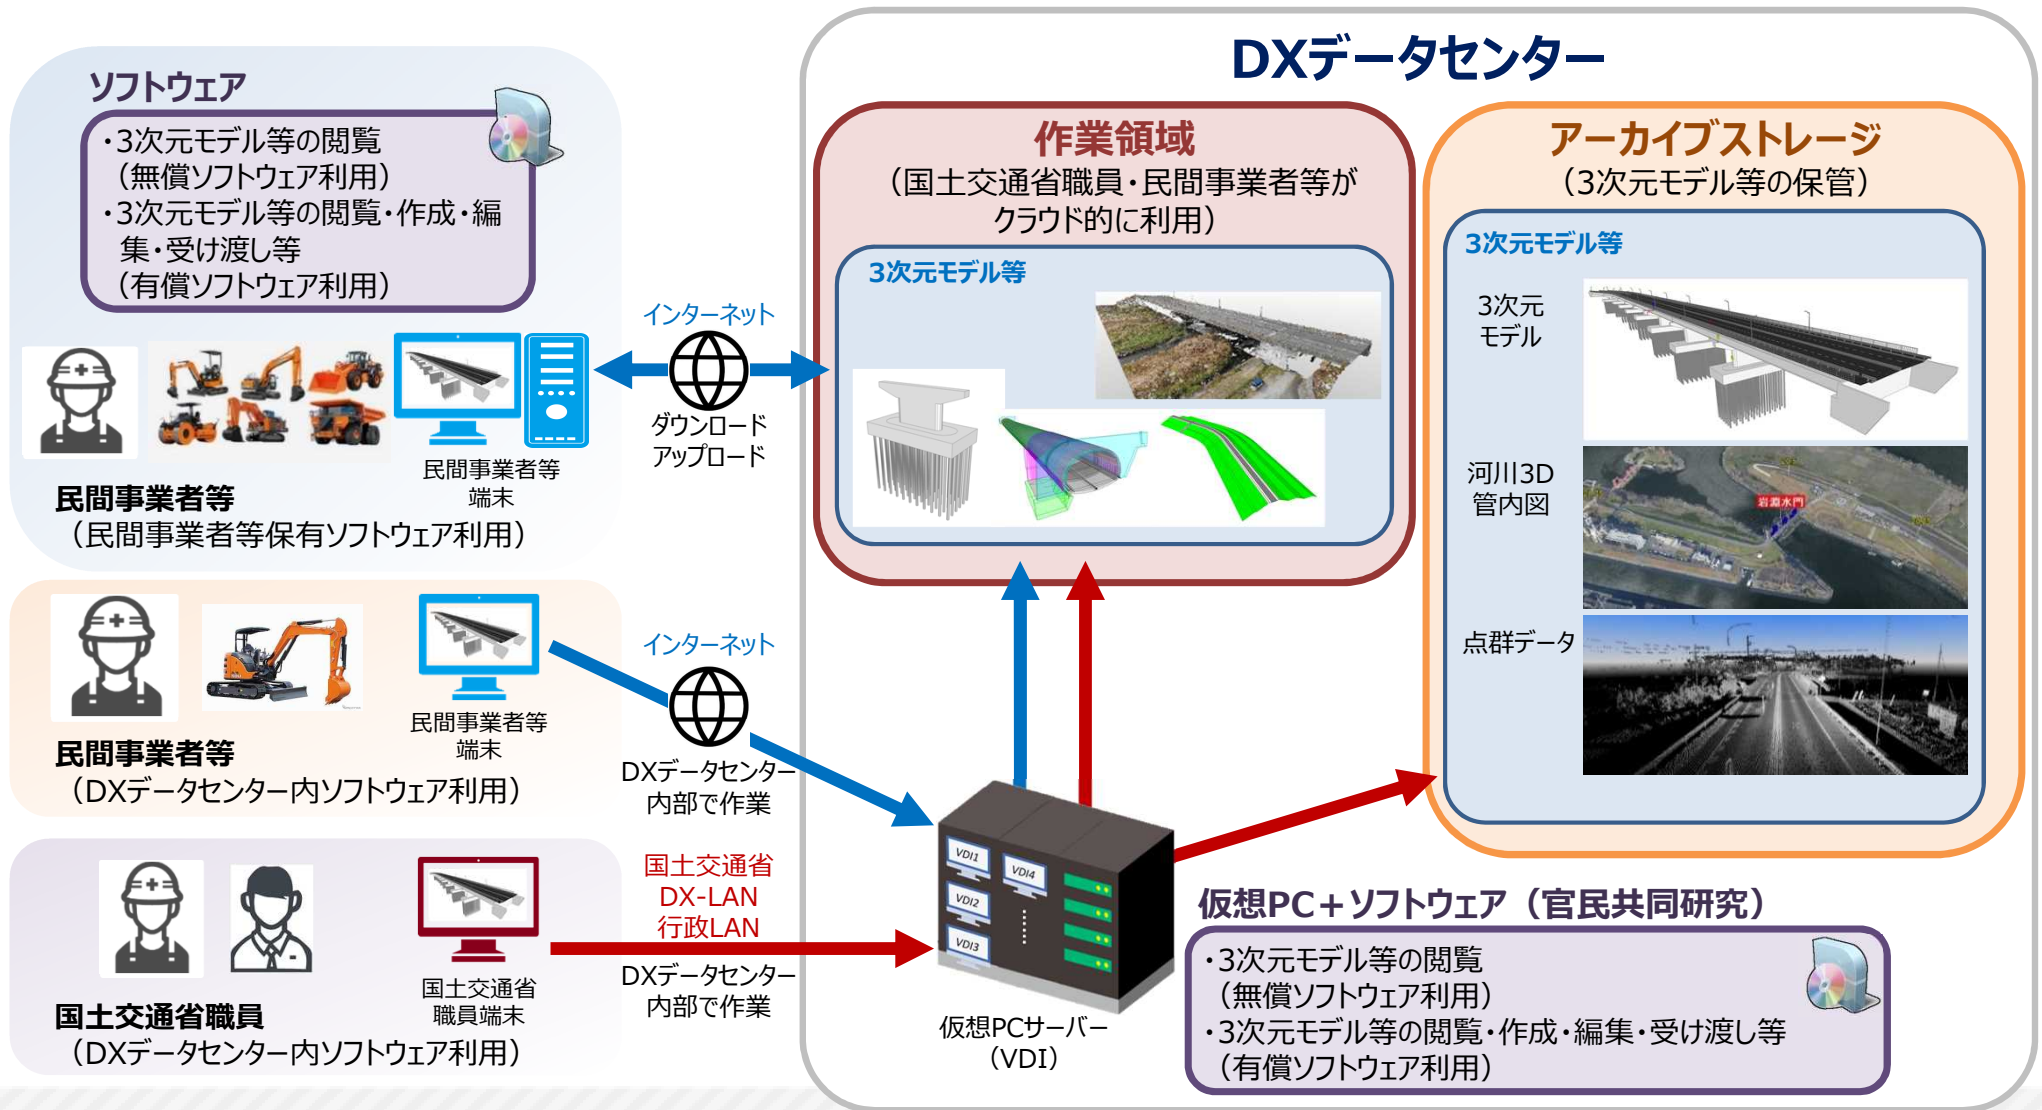 DXデータセンター
ソフトウェア
・3次元モデル等の閲覧
（無償ソフトウェア利用）
・3次元モデル等の閲覧・作成・編
集・受け渡し等
（有償ソフトウェア利用）
民間事業者等
端末
民間事業者等
（民間事業者等保有ソフトウェア利用）
インターネット
ダウンロード
アップロード
作業領域
（国土交通省職員・民間事業者等が
クラウド的に利用）
3次元モデル等
アーカイブストレージ
（3次元モデル等の保管）
3次元モデル等
3次元
モデル
河川3D
管内図
岩淵水門
点群データ
民間事業者等
端末
民間事業者等
（DXデータセンター内ソフトウェア利用）
インターネット
DXデータセンター
内部で作業
国土交通省
職員端末
国土交通省職員
（DXデータセンター内ソフトウェア利用）
国土交通省
DX-LAN
行政LAN
DXデータセンター
内部で作業
VDI1
VDI4
VDI2
VDI3
仮想PCサーバー
（VDI）
仮想PC＋ソフトウェア（官民共同研究）
・3次元モデル等の閲覧
（無償ソフトウェア利用）
・3次元モデル等の閲覧・作成・編集・受け渡し等
（有償ソフトウェア利用）